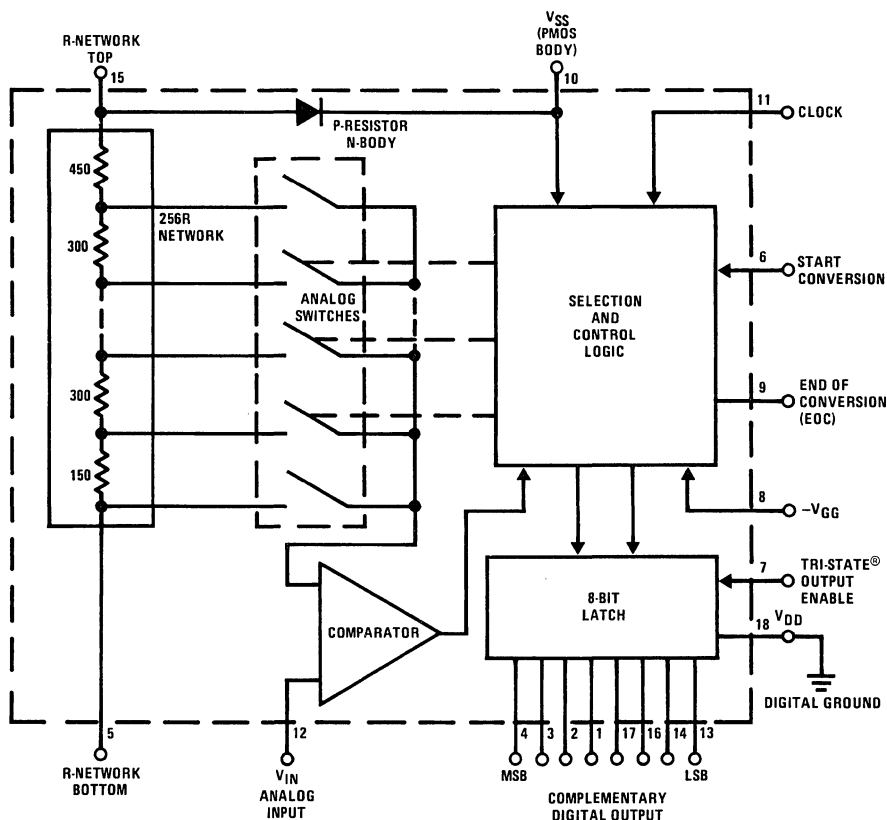 R-NETWORK
TOP
15
VSS
(PMOS
BODY)
10
11
CLOCK
P-RESISTOR
N-BODY
450
256R
NETWORK
300
ANALOG
SWITCHES
SELECTION
AND
CONTROL
LOGIC
6
START
CONVERSION
300
9
END OF
CONVERSION
(EOC)
150
8
–VGG
7
TRI-STATE®
OUTPUT
ENABLE
8-BIT
LATCH
COMPARATOR
18
VDD
DIGITAL GROUND
5
12
4
3
2
1
17
16
14
13
R-NETWORK
BOTTOM
VIN
ANALOG
INPUT
MSB
LSB
COMPLEMENTARY
DIGITAL OUTPUT